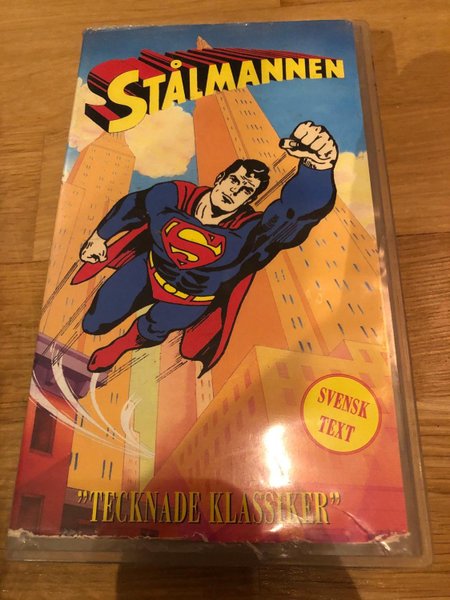 STÅLMANNEN
S
SVENSK
TEXT
"TECKNADE KLASSIKER"